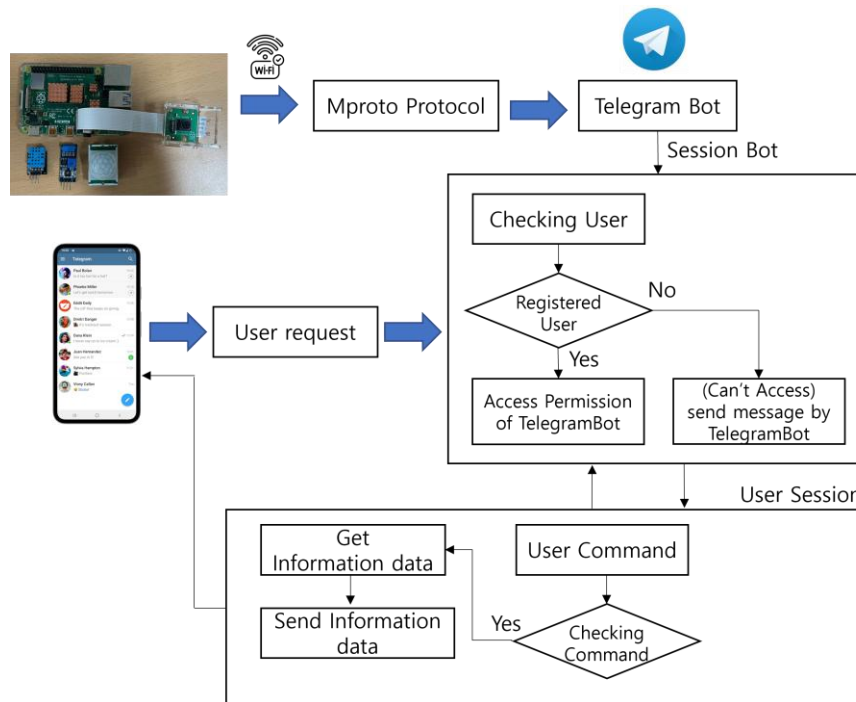 Wi-Fi
Mproto Protocol
Telegram Bot
Session Bot
Checking User
Registered
User
No
Yes
Access Permission
of TelegramBot
(Can't Access)
send message by
TelegramBot
Telegram
User request
User Session
Get
Information data
Send Information
data
User Command
Checking
Command
Yes